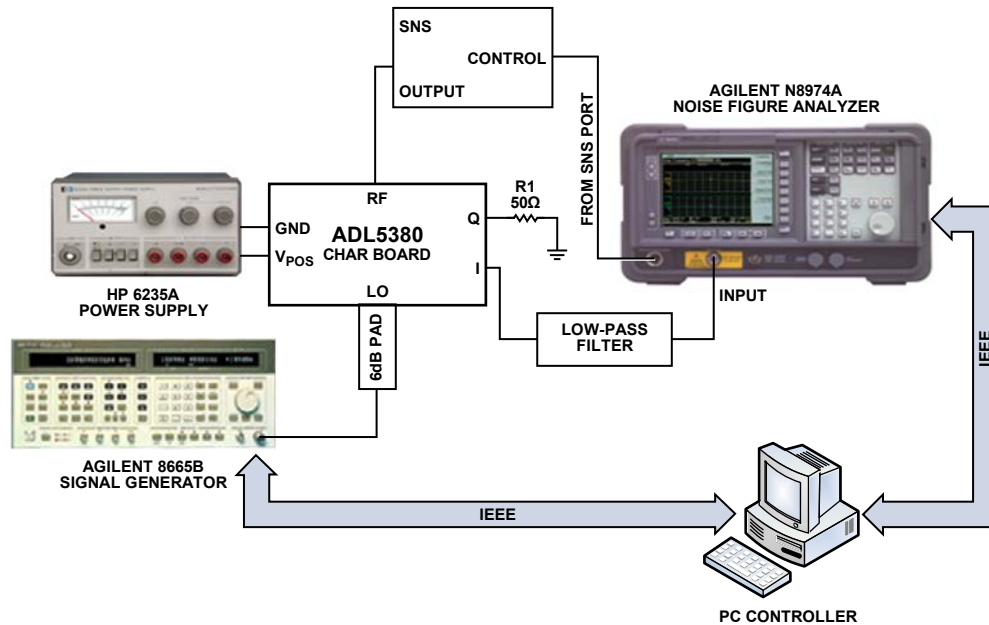 SNS
CONTROL
OUTPUT
AGILENT N8974A
NOISE FIGURE ANALYZER
FROM SNS PORT
RF
GND
V_POS
ADL5380
CHAR BOARD
Q
I
LO
R1
50Ω
HP 6235A
POWER SUPPLY
6dB PAD
LOW-PASS
FILTER
INPUT
IEEE
AGILENT 8665B
SIGNAL GENERATOR
IEEE
PC CONTROLLER